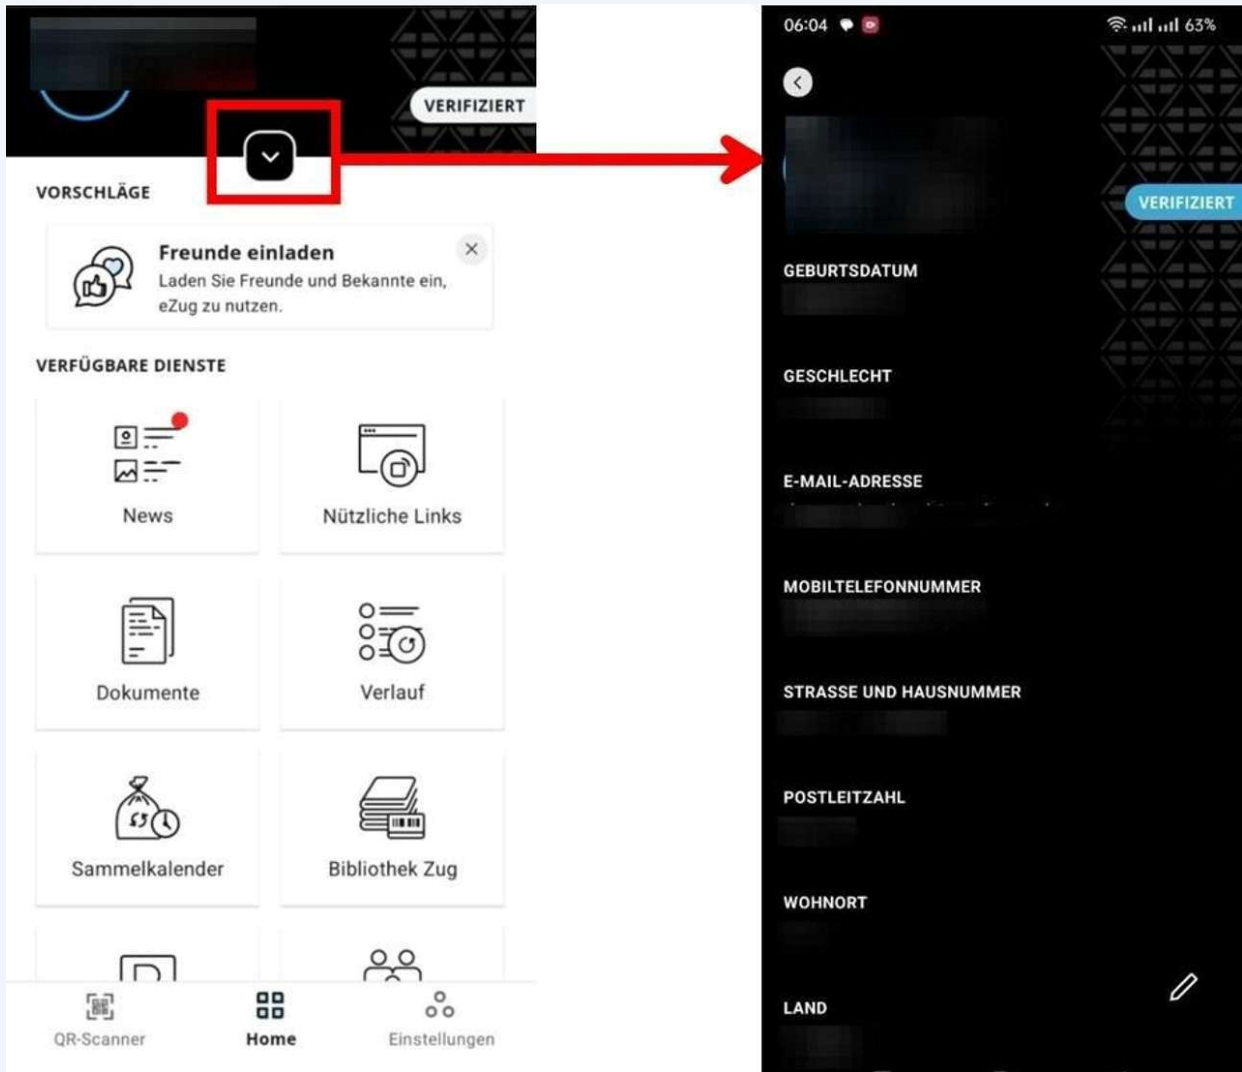 VERIFIZIERT
VORSCHLÄGE
Freunde einladen
Laden Sie Freunde und Bekannte ein,
eZug zu nutzen.
VERFÜGBARE DIENSTE
News
Nützliche Links
Dokumente
Verlauf
Sammelkalender
Bibliothek Zug
QR-Scanner
Home
Einstellungen
06:04
63%
VERIFIZIERT
GEBURTSDATUM
GESCHLECHT
E-MAIL-ADRESSE
MOBILTELEFONNUMMER
STRASSE UND HAUSNUMMER
POSTLEITZAHL
WOHNORT
LAND